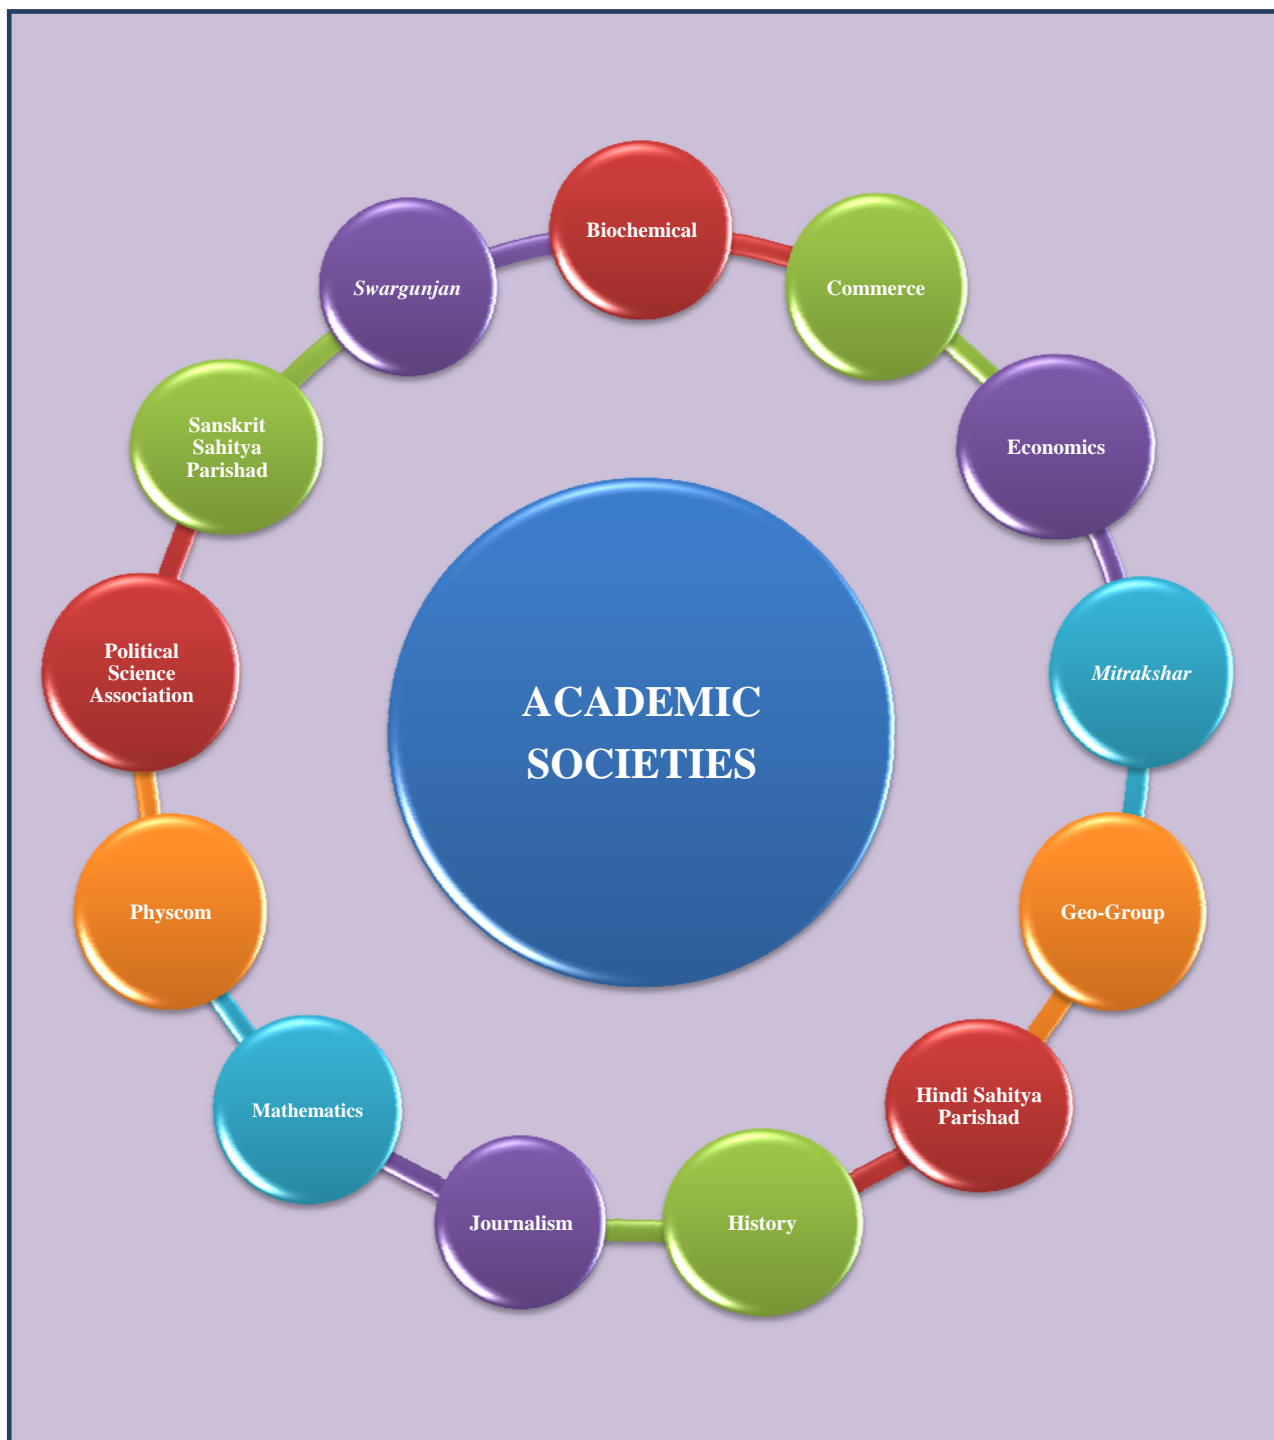 Biochemical
Commerce
Economics
Mitrakshar
Geo-Group
Hindi Sahitya
Parishad
History
Journalism
Mathematics
Physcom
Political
Science
Association
Sanskrit
Sahitya
Parishad
Swargunjan
ACADEMIC
SOCIETIES